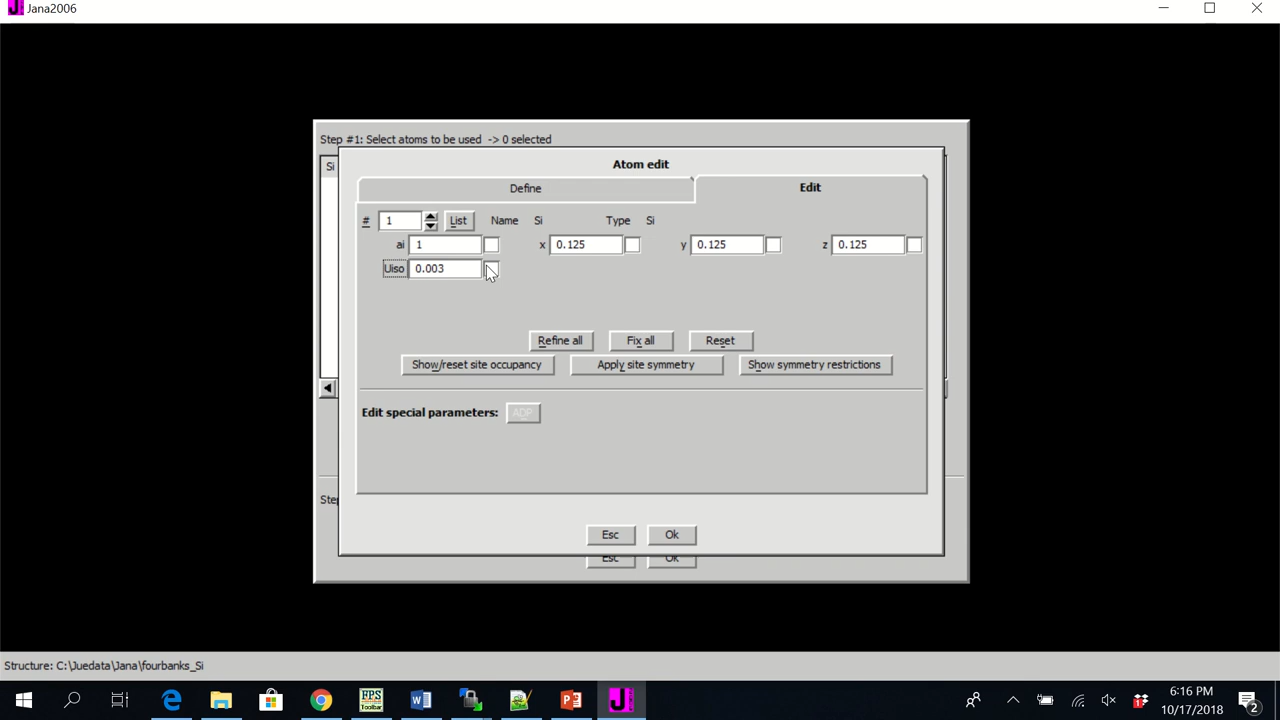 Jana2006
Step #1: Select atoms to be used -> 0 selected
Si
Atom edit
Define Edit
# 1 List Name Si Type Si
ai 1 x 0.125 y 0.125 z 0.125
Uiso 0.003
Refine all Fix all Reset
Show/reset site occupancy Apply site symmetry Show symmetry restrictions
Edit special parameters: ADP
Step
Esc Ok
Esc Ok
Structure: C:\Juedata\Jana\fourbanks_Si
FPS
Toolbar
6:16 PM
10/17/2018
2